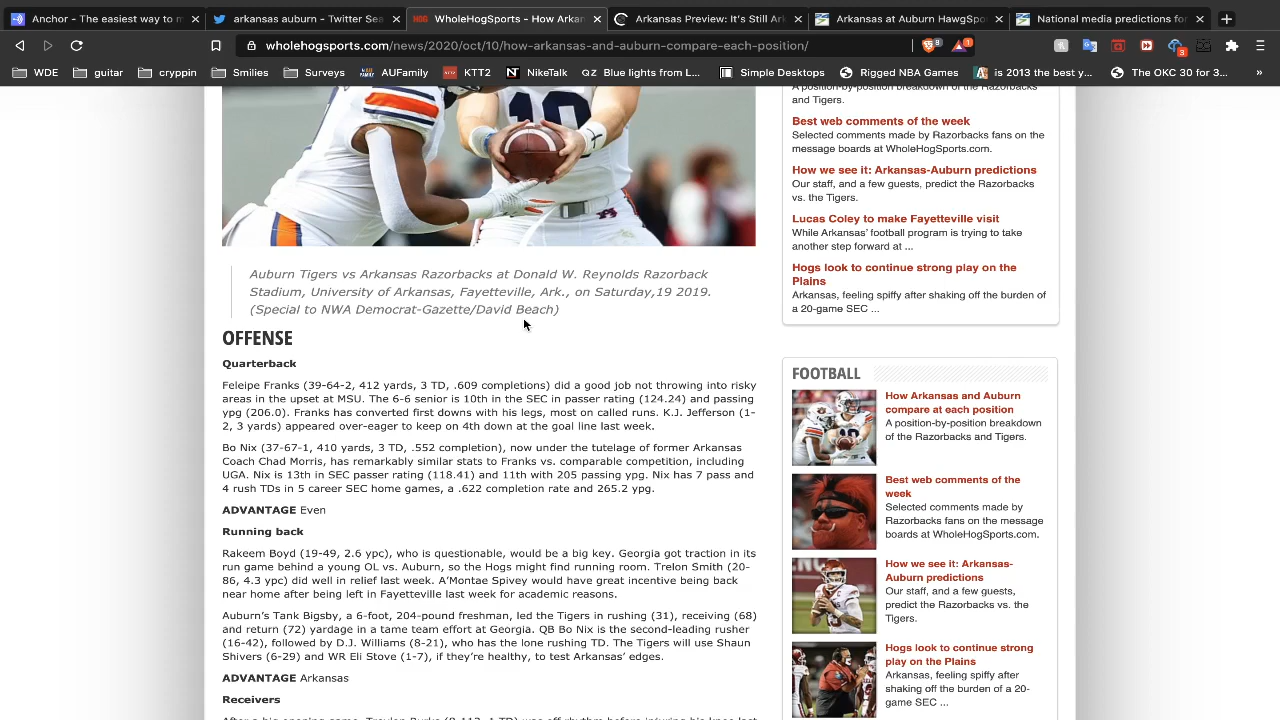 Anchor - The easiest way to m
arkansas auburn - Twitter Sea
HOG WholeHogSports - How Arkan
Arkansas Preview: It's Still Ar
Arkansas at Auburn HawgSpor
National media predictions for
wholehogsports.com/news/2020/oct/10/how-arkansas-and-auburn-compare-each-position/
8
1
3
WDE
guitar
cryppin
Smilies
Surveys
AUFamily
KTT2
NikeTalk
QZ Blue lights from L...
Simple Desktops
Rigged NBA Games
is 2013 the best y...
The OKC 30 for 3...
»
10
Auburn Tigers vs Arkansas Razorbacks at Donald W. Reynolds Razorback
Stadium, University of Arkansas, Fayetteville, Ark., on Saturday,19 2019.
(Special to NWA Democrat-Gazette/David Beach)
OFFENSE
Quarterback
Feleipe Franks (39-64-2, 412 yards, 3 TD, .609 completions) did a good job not throwing into risky
areas in the upset at MSU. The 6-6 senior is 10th in the SEC in passer rating (124.24) and passing
ypg (206.0). Franks has converted first downs with his legs, most on called runs. K.J. Jefferson (1-
2, 3 yards) appeared over-eager to keep on 4th down at the goal line last week.
Bo Nix (37-67-1, 410 yards, 3 TD, .552 completion), now under the tutelage of former Arkansas
Coach Chad Morris, has remarkably similar stats to Franks vs. comparable competition, including
UGA. Nix is 13th in SEC passer rating (118.41) and 11th with 205 passing ypg. Nix has 7 pass and
4 rush TDs in 5 career SEC home games, a .622 completion rate and 265.2 ypg.
ADVANTAGE Even
Running back
Rakeem Boyd (19-49, 2.6 ypc), who is questionable, would be a big key. Georgia got traction in its
run game behind a young OL vs. Auburn, so the Hogs might find running room. Trelon Smith (20-
86, 4.3 ypc) did well in relief last week. A'Montae Spivey would have great incentive being back
near home after being left in Fayetteville last week for academic reasons.
Auburn's Tank Bigsby, a 6-foot, 204-pound freshman, led the Tigers in rushing (31), receiving (68)
and return (72) yardage in a tame team effort at Georgia. QB Bo Nix is the second-leading rusher
(16-42), followed by D.J. Williams (8-21), who has the lone rushing TD. The Tigers will use Shaun
Shivers (6-29) and WR Eli Stove (1-7), if they're healthy, to test Arkansas' edges.
ADVANTAGE Arkansas
Receivers
A position-by-position breakdown of the Razorbacks
and Tigers.
Best web comments of the week
Selected comments made by Razorbacks fans on the
message boards at WholeHogSports.com.
How we see it: Arkansas-Auburn predictions
Our staff, and a few guests, predict the Razorbacks
vs. the Tigers.
Lucas Coley to make Fayetteville visit
While Arkansas' football program is trying to take
another step forward at ...
Hogs look to continue strong play on the
Plains
Arkansas, feeling spiffy after shaking off the burden of
a 20-game SEC ...
FOOTBALL
How Arkansas and Auburn
compare at each position
A position-by-position breakdown
of the Razorbacks and Tigers.
Best web comments of the
week
Selected comments made by
Razorbacks fans on the message
boards at WholeHogSports.com.
How we see it: Arkansas-
Auburn predictions
Our staff, and a few guests,
predict the Razorbacks vs. the
Tigers.
Hogs look to continue strong
play on the Plains
Arkansas, feeling spiffy after
shaking off the burden of a 20-
game SEC ...